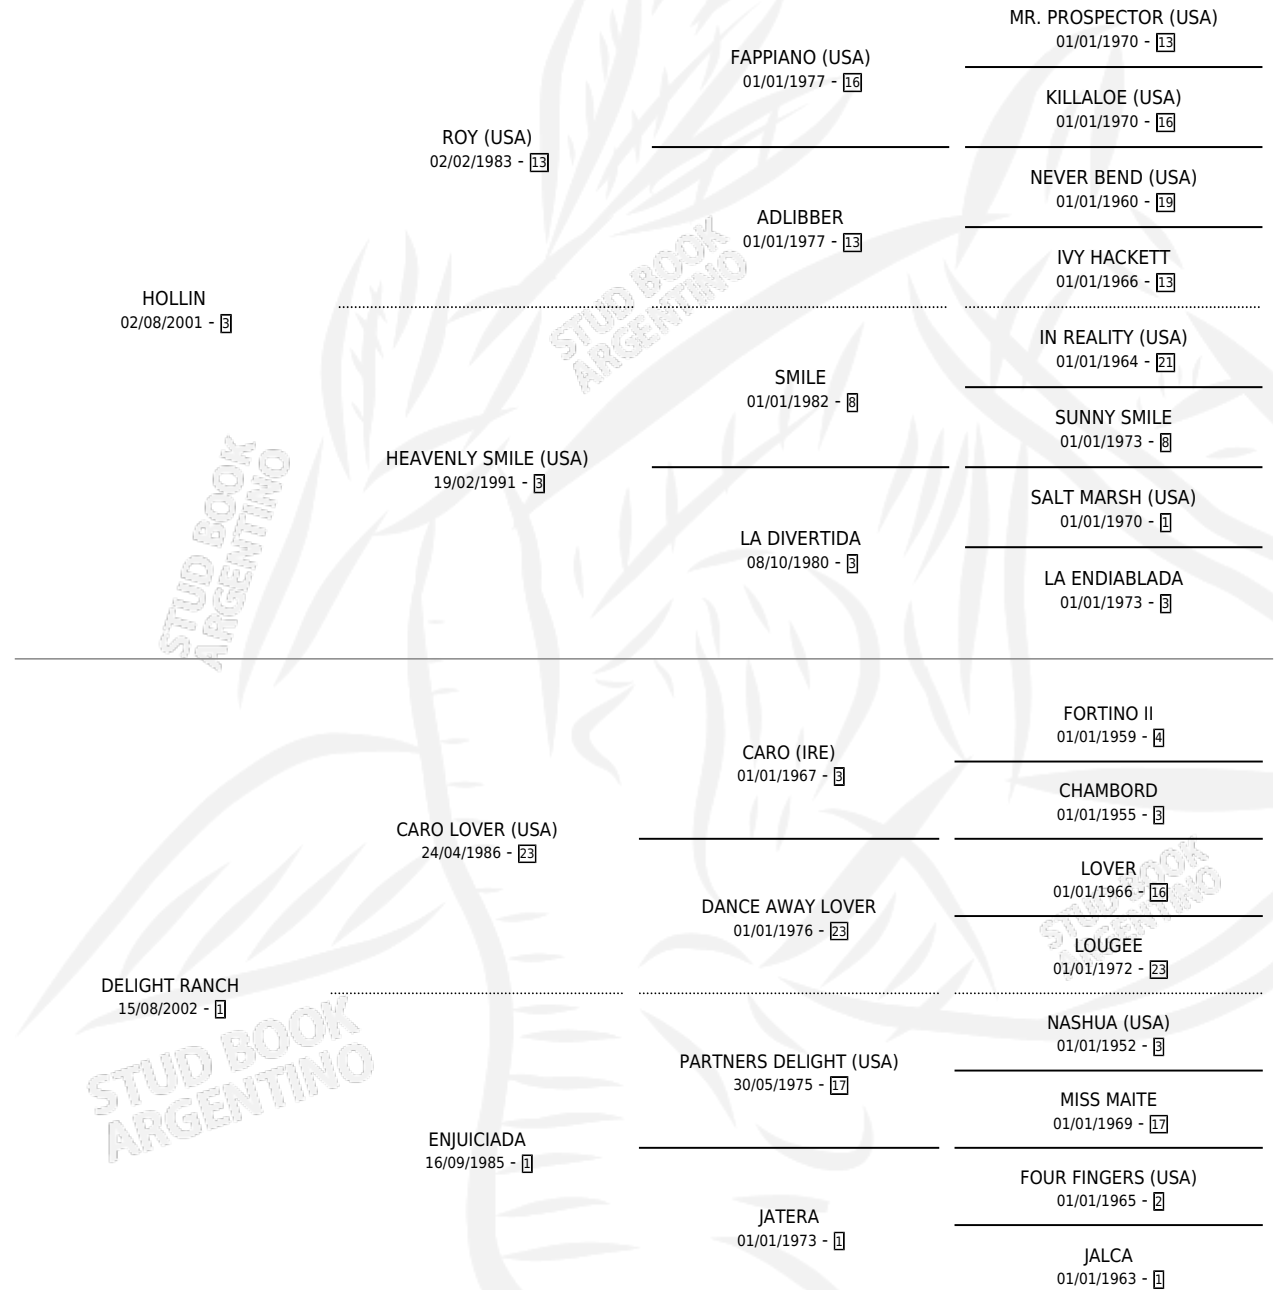 MR. PROSPECTOR (USA)
01/01/1970 - 13
FAPPIANO (USA)
01/01/1977 - 16
KILLALOE (USA)
01/01/1970 - 16
ROY (USA)
02/02/1983 - 13
NEVER BEND (USA)
01/01/1960 - 19
ADLIBBER
01/01/1977 - 13
IVY HACKETT
01/01/1966 - 13
HOLLIN
02/08/2001 - 3
IN REALITY (USA)
01/01/1964 - 21
SMILE
01/01/1982 - 8
SUNNY SMILE
01/01/1973 - 8
HEAVENLY SMILE (USA)
19/02/1991 - 3
SALT MARSH (USA)
01/01/1970 - 1
LA DIVERTIDA
08/10/1980 - 3
LA ENDIABLADA
01/01/1973 - 3
STUD BOOK
ARGENTINO
STUD BOOK
ARGENTINO
FORTINO II
01/01/1959 - 4
CARO (IRE)
01/01/1967 - 3
CHAMBORD
01/01/1955 - 3
CARO LOVER (USA)
24/04/1986 - 23
LOVER
01/01/1966 - 16
DANCE AWAY LOVER
01/01/1976 - 23
LOUGEE
01/01/1972 - 23
DELIGHT RANCH
15/08/2002 - 1
NASHUA (USA)
01/01/1952 - 3
PARTNERS DELIGHT (USA)
30/05/1975 - 17
MISS MAITE
01/01/1969 - 17
ENJUICIADA
16/09/1985 - 1
FOUR FINGERS (USA)
01/01/1965 - 2
JATERA
01/01/1973 - 1
JALCA
01/01/1963 - 1
STUD BOOK
ARGENTINO
STUD BOOK
ARGENTINO